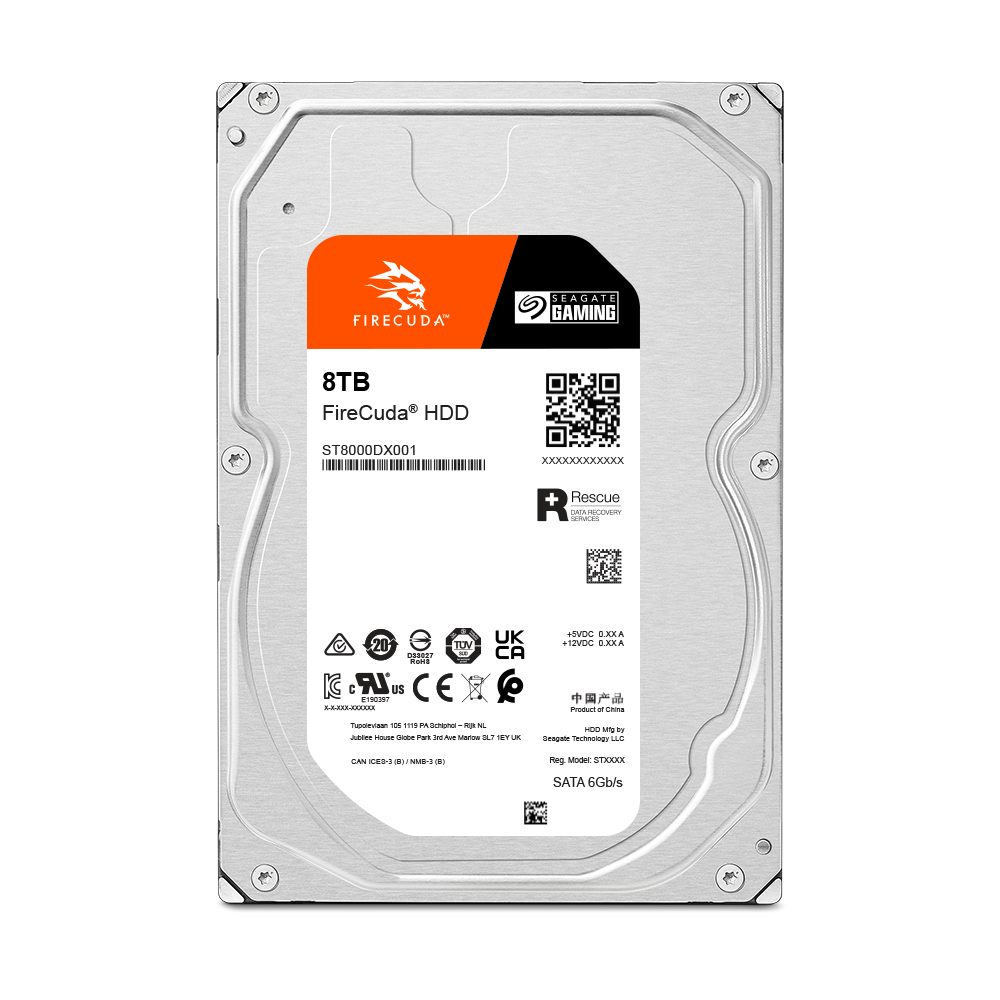 FIRECUDA™
SEAGATE
GAMING
8TB
FireCuda® HDD
ST8000DX001
XXXXXXXXXXXX
Rescue
DATA RECOVERY
SERVICES
+5VDC 0.XX A
+12VDC 0.XX A
20
D33027
RoHS
TÜV
SÜD
UK
CA
c RU US
E190397
CE
X-X-XXX-XXXXXX
中国产品
Product of China
Tupolevlaan 105 1119 PA Schiphol – Rijk NL
Jubilee House Globe Park 3rd Ave Marlow SL7 1EY UK
HDD Mfg by
Seagate Technology LLC
CAN ICES-3 (B) / NMB-3 (B)
Reg. Model: STXXXX
SATA 6Gb/s